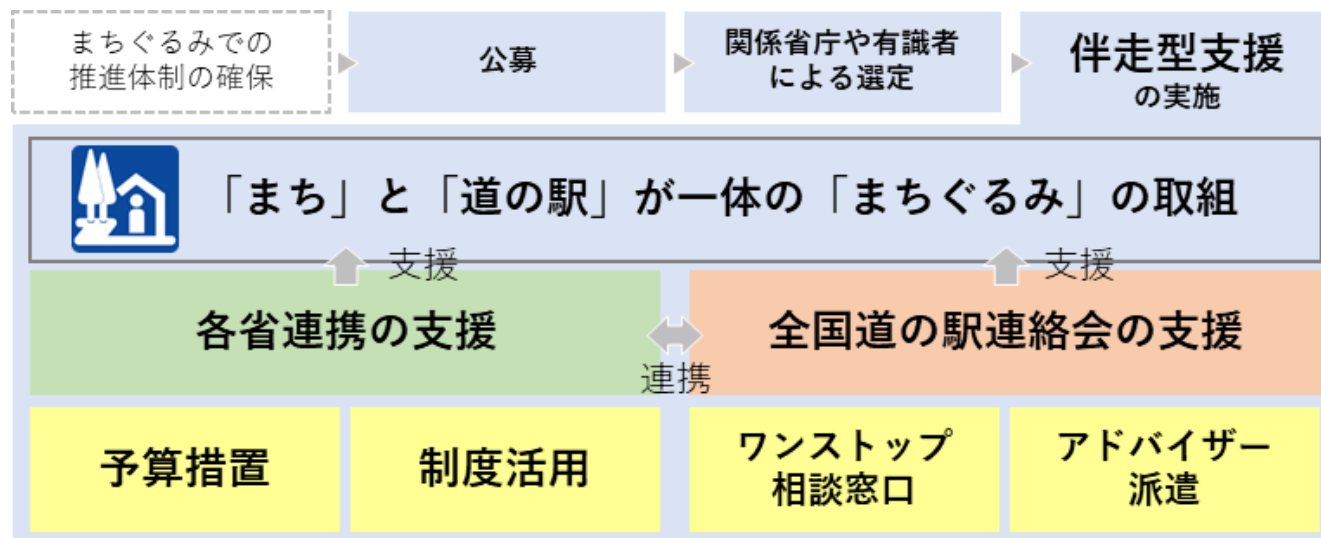 まちぐるみでの
推進体制の確保
公募
関係省庁や有識者
による選定
伴走型支援
の実施
「まち」と「道の駅」が一体の「まちぐるみ」の取組
支援
支援
各省連携の支援
全国道の駅連絡会の支援
連携
予算措置
制度活用
ワンストップ
相談窓口
アドバイザー
派遣